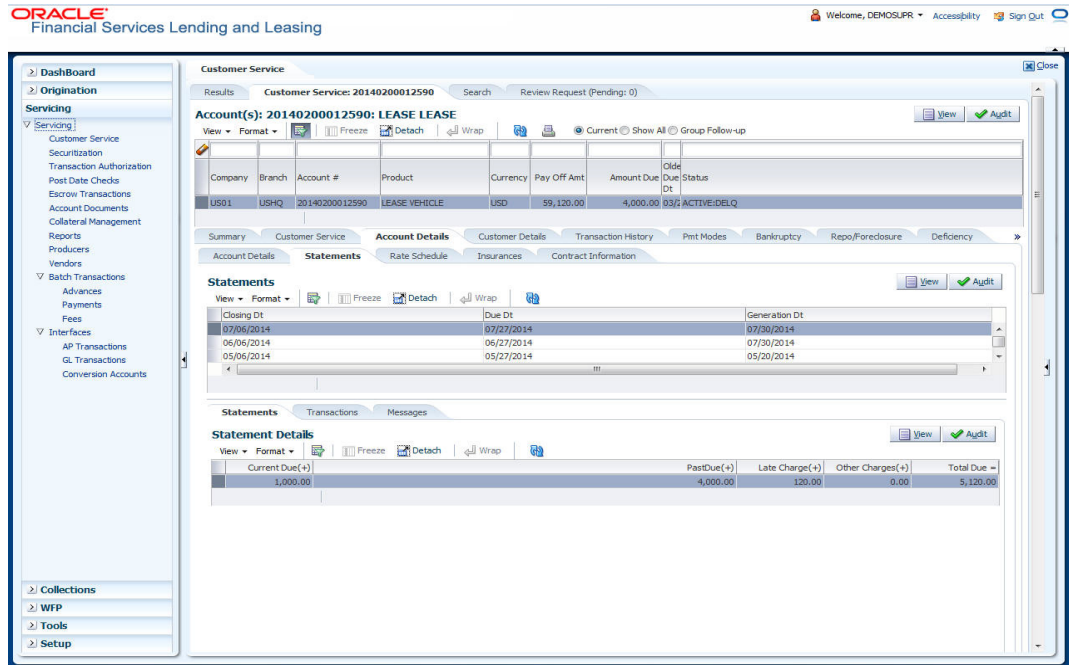 ORACLE
Financial Services Lending and Leasing
Welcome, DEMOSUPR
Accessibility
Sign Out
Close
DashBoard
Origination
Servicing
Servicing
Customer Service
Securitization
Transaction Authorization
Post Date Checks
Escrow Transactions
Account Documents
Collateral Management
Reports
Producers
Vendors
Batch Transactions
Advances
Payments
Fees
Interfaces
AP Transactions
GL Transactions
Conversion Accounts
Collections
WFP
Tools
Setup
Customer Service
Results Customer Service: 20140200012590 Search Review Request (Pending: 0)
Account(s): 20140200012590: LEASE LEASE
View Audit
View Format Freeze Detach Wrap Current Show All Group Follow-up
Company Branch Account # Product Currency Pay Off Amt Amount Due Olde Due Dt Status
US01 USHQ 20140200012590 LEASE VEHICLE USD 59,120.00 4,000.00 03/2 ACTIVE:DELQ
Summary Customer Service Account Details Customer Details Transaction History Pmt Modes Bankruptcy Repo/Foreclosure Deficiency »
Account Details Statements Rate Schedule Insurances Contract Information
Statements
View Audit
View Format Freeze Detach Wrap
Closing Dt Due Dt Generation Dt
07/06/2014 07/27/2014 07/30/2014
06/06/2014 06/27/2014 07/30/2014
05/06/2014 05/27/2014 05/20/2014
Statements Transactions Messages
Statement Details
View Audit
View Format Freeze Detach Wrap
Current Due(+) PastDue(+) Late Charge(+) Other Charges(+) Total Due =
1,000.00 4,000.00 120.00 0.00 5,120.00